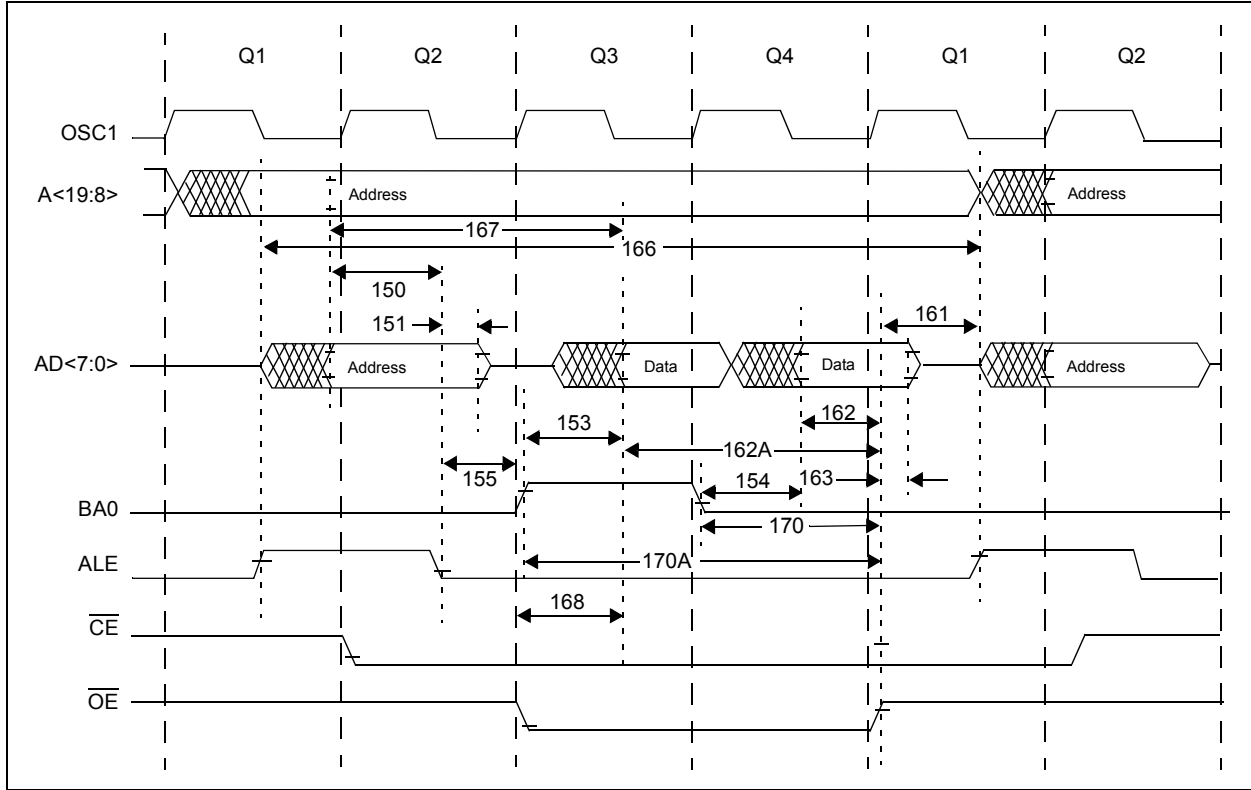 Q1 Q2 Q3 Q4 Q1 Q2
OSC1
A<19:8> Address Address
167
166
150
151 161
AD<7:0> Address Data Data Address
162
153
162A
155 154 163
BA0
170
ALE 170A
168
CE
OE